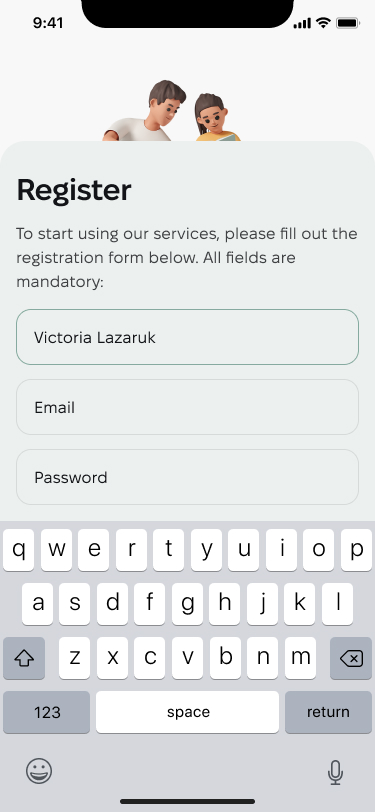 9:41
Register
To start using our services, please fill out the
registration form below. All fields are
mandatory:
Victoria Lazaruk
Email
Password
q w e r t y u i o p
a s d f g h j k l
z x c v b n m
123 space return